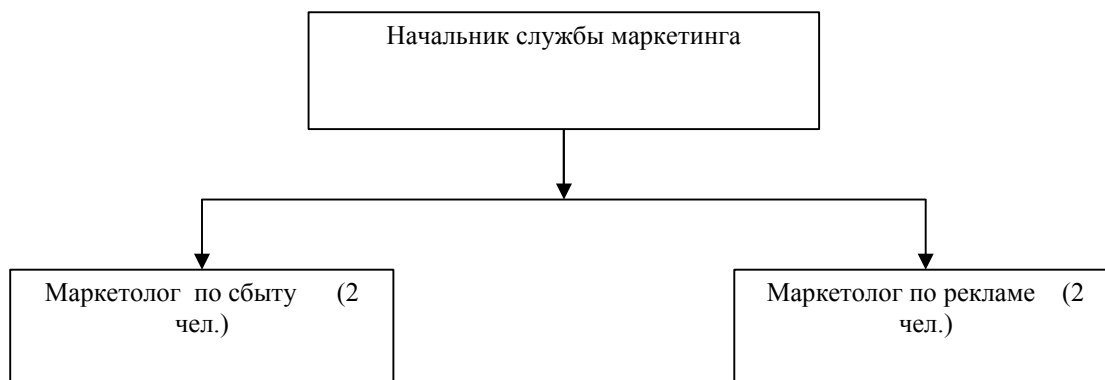 Начальник службы маркетинга
Маркетолог по сбыту (2
чел.)
Маркетолог по рекламе (2
чел.)